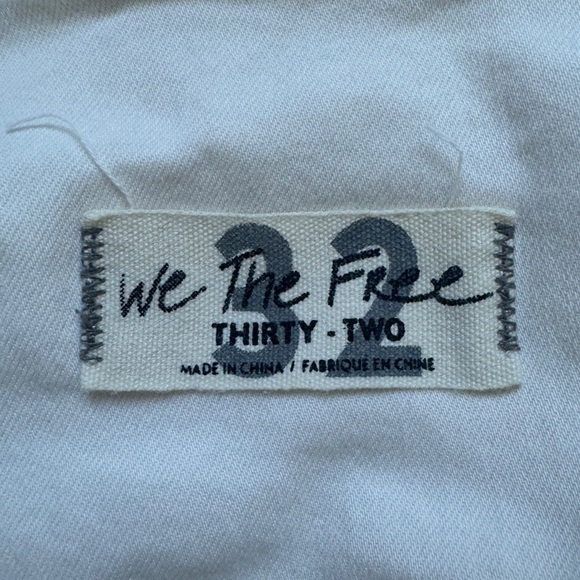 32
We The Free
THIRTY - TWO
MADE IN CHINA / FABRIQUE EN CHINE